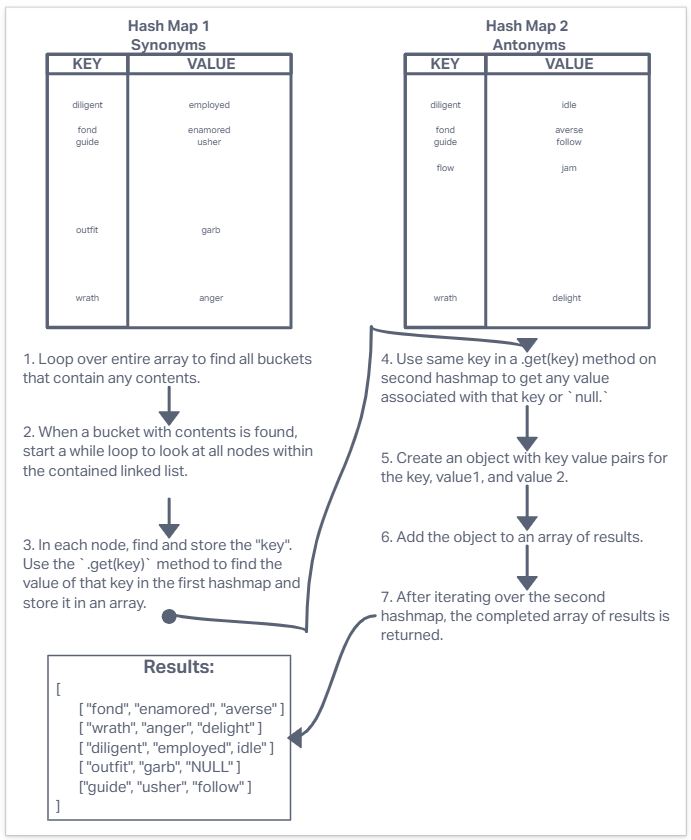 Hash Map 1
Synonyms
KEY VALUE
diligent employed
fond enamored
guide usher
outfit garb
wrath anger
Hash Map 2
Antonyms
KEY VALUE
diligent idle
fond averse
guide follow
flow jam
wrath delight
1. Loop over entire array to find all buckets
that contain any contents.
2. When a bucket with contents is found,
start a while loop to look at all nodes within
the contained linked list.
3. In each node, find and store the "key".
Use the `.get(key)` method to find the
value of that key in the first hashmap and
store it in an array.
4. Use same key in a .get(key) method on
second hashmap to get any value
associated with that key or `null.`
5. Create an object with key value pairs for
the key, value1, and value 2.
6. Add the object to an array of results.
7. After iterating over the second
hashmap, the completed array of results is
returned.
Results:
[
[ "fond", "enamored", "averse" ]
[ "wrath", "anger", "delight" ]
[ "diligent", "employed", idle" ]
[ "outfit", "garb", "NULL" ]
["guide", "usher", "follow" ]
]